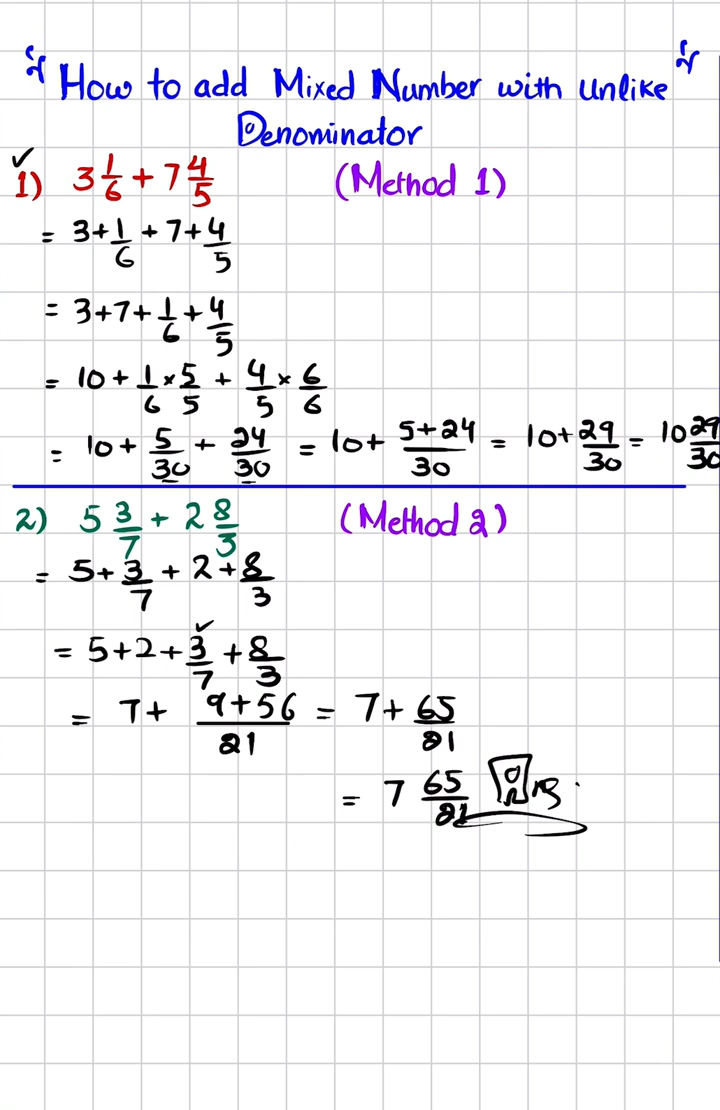 How to add Mixed Number with Unlike
Denominator
1) 3 1/6 + 7 4/5 (Method 1)
= 3 + 1/6 + 7 + 4/5
= 3 + 7 + 1/6 + 4/5
= 10 + 1/6 × 5/5 + 4/5 × 6/6
= 10 + 5/30 + 24/30 = 10 + (5+24)/30 = 10 + 29/30 = 10 29/30
2) 5 3/7 + 2 8/3 (Method 2)
= 5 + 3/7 + 2 + 8/3
= 5 + 2 + 3/7 + 8/3
= 7 + (9+56)/21 = 7 + 65/21
= 7 65/21